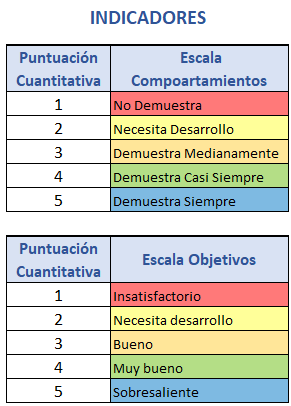 INDICADORES
Puntuación Cuantitativa
Escala Compoartamientos
1 No Demuestra
2 Necesita Desarrollo
3 Demuestra Medianamente
4 Demuestra Casi Siempre
5 Demuestra Siempre
Puntuación Cuantitativa
Escala Objetivos
1 Insatisfactorio
2 Necesita desarrollo
3 Bueno
4 Muy bueno
5 Sobresaliente